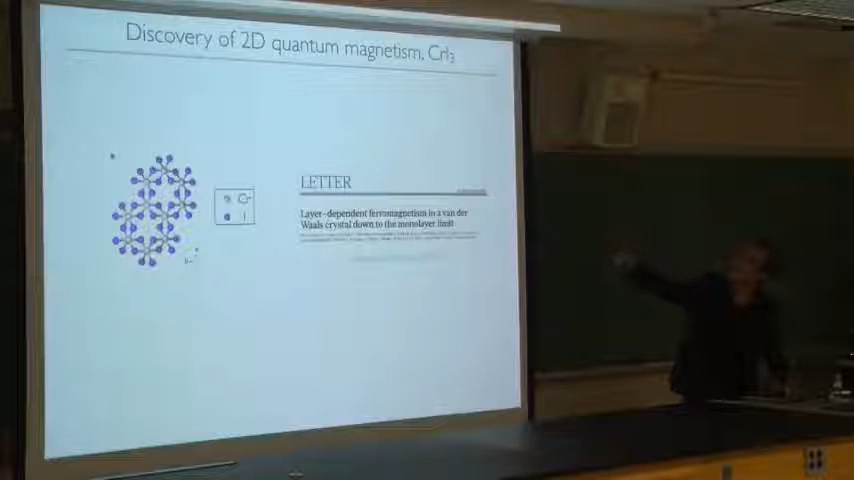 Discovery of 2D quantum magnetism, CrI₃
Cr
I
LETTER
Layer-dependent ferromagnetism in a van der
Waals crystal down to the monolayer limit